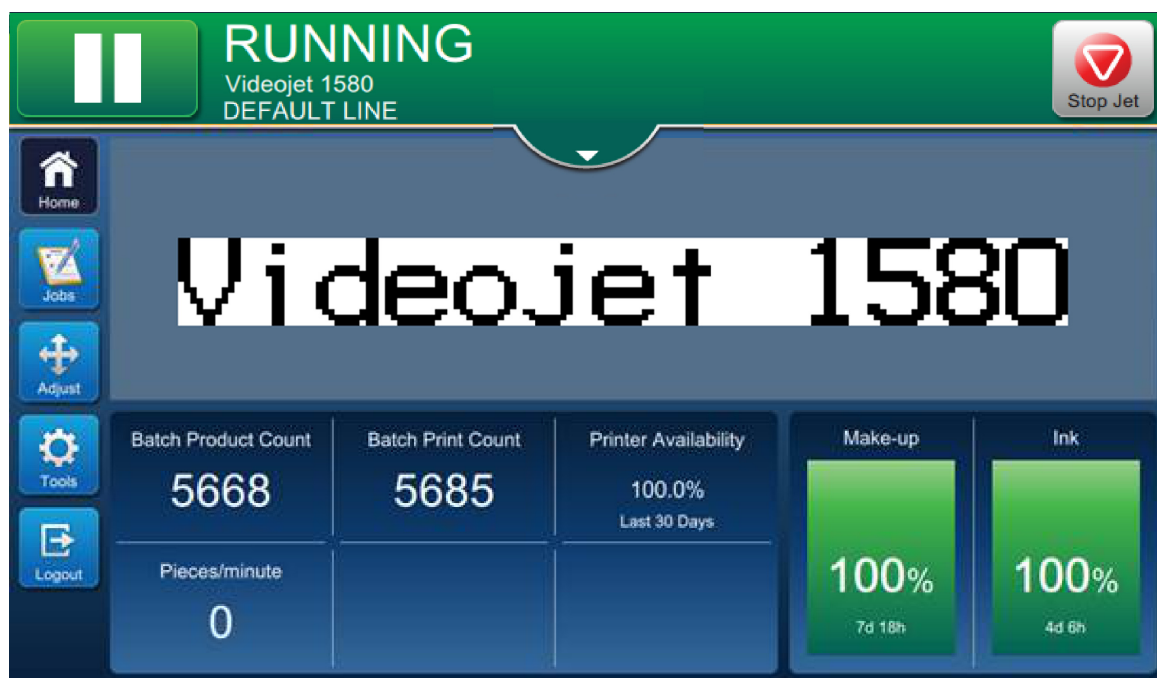 RUNNING
Videojet 1580
DEFAULT LINE
Stop Jet
Home
Jobs
Adjust
Tools
Logout
Videojet 1580
Batch Product Count
5668
Batch Print Count
5685
Printer Availability
100.0%
Last 30 Days
Pieces/minute
0
Make-up
100%
7d 18h
Ink
100%
4d 6h